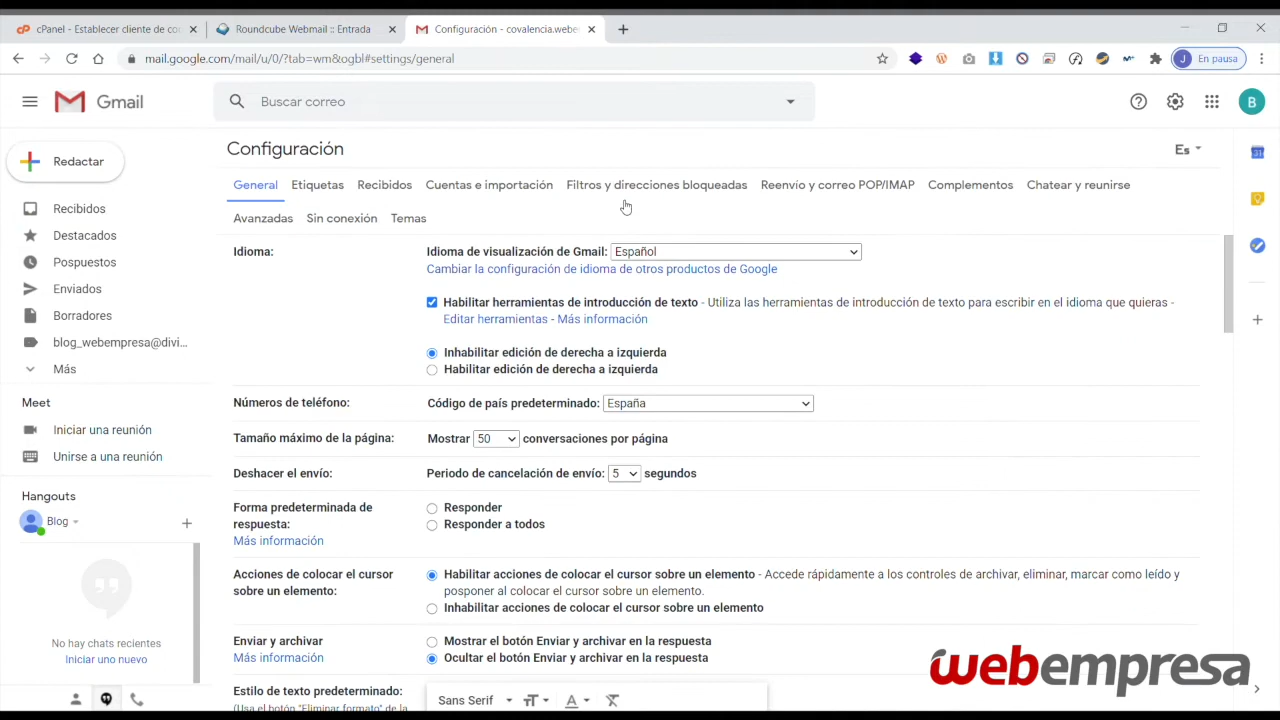 cPanel - Establecer cliente de co
Roundcube Webmail :: Entrada
Configuración - covalencia.webe
mail.google.com/mail/u/0/?tab=wm&ogbl#settings/general
J En pausa
Gmail
Buscar correo
B
Redactar
Configuración
Es
General Etiquetas Recibidos Cuentas e importación Filtros y direcciones bloqueadas Reenvío y correo POP/IMAP Complementos Chatear y reunirse
Avanzadas Sin conexión Temas
Recibidos
Destacados
Pospuestos
Enviados
Borradores
blog_webempresa@divi...
Más
Meet
Iniciar una reunión
Unirse a una reunión
Hangouts
Blog
No hay chats recientes
Iniciar uno nuevo
Idioma:
Idioma de visualización de Gmail: Español
Cambiar la configuración de idioma de otros productos de Google
Habilitar herramientas de introducción de texto - Utiliza las herramientas de introducción de texto para escribir en el idioma que quieras -
Editar herramientas - Más información
Inhabilitar edición de derecha a izquierda
Habilitar edición de derecha a izquierda
Números de teléfono:
Código de país predeterminado: España
Tamaño máximo de la página:
Mostrar 50 conversaciones por página
Deshacer el envío:
Periodo de cancelación de envío: 5 segundos
Forma predeterminada de
respuesta:
Más información
Responder
Responder a todos
Acciones de colocar el cursor
sobre un elemento:
Habilitar acciones de colocar el cursor sobre un elemento - Accede rápidamente a los controles de archivar, eliminar, marcar como leído y
posponer al colocar el cursor sobre un elemento.
Inhabilitar acciones de colocar el cursor sobre un elemento
Enviar y archivar
Más información
Mostrar el botón Enviar y archivar en la respuesta
Ocultar el botón Enviar y archivar en la respuesta
Estilo de texto predeterminado:
(Usa el botón "Eliminar formato" de la
Sans Serif
webempresa